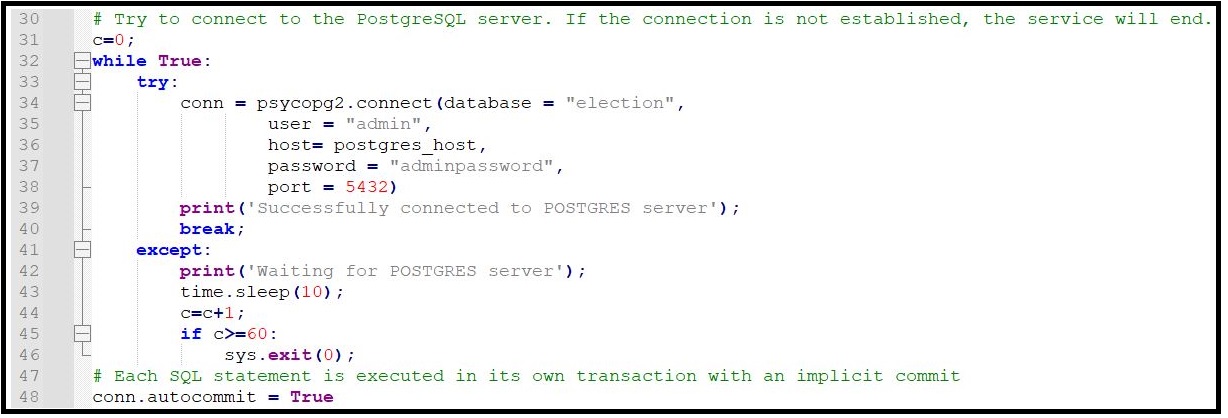 30 # Try to connect to the PostgreSQL server. If the connection is not established, the service will end.
31 c=0;
32 while True:
33     try:
34         conn = psycopg2.connect(database = "election",
35                 user = "admin",
36                 host= postgres_host,
37                 password = "adminpassword",
38                 port = 5432)
39         print('Successfully connected to POSTGRES server');
40         break;
41     except:
42         print('Waiting for POSTGRES server');
43         time.sleep(10);
44         c=c+1;
45         if c>=60:
46             sys.exit(0);
47 # Each SQL statement is executed in its own transaction with an implicit commit
48 conn.autocommit = True